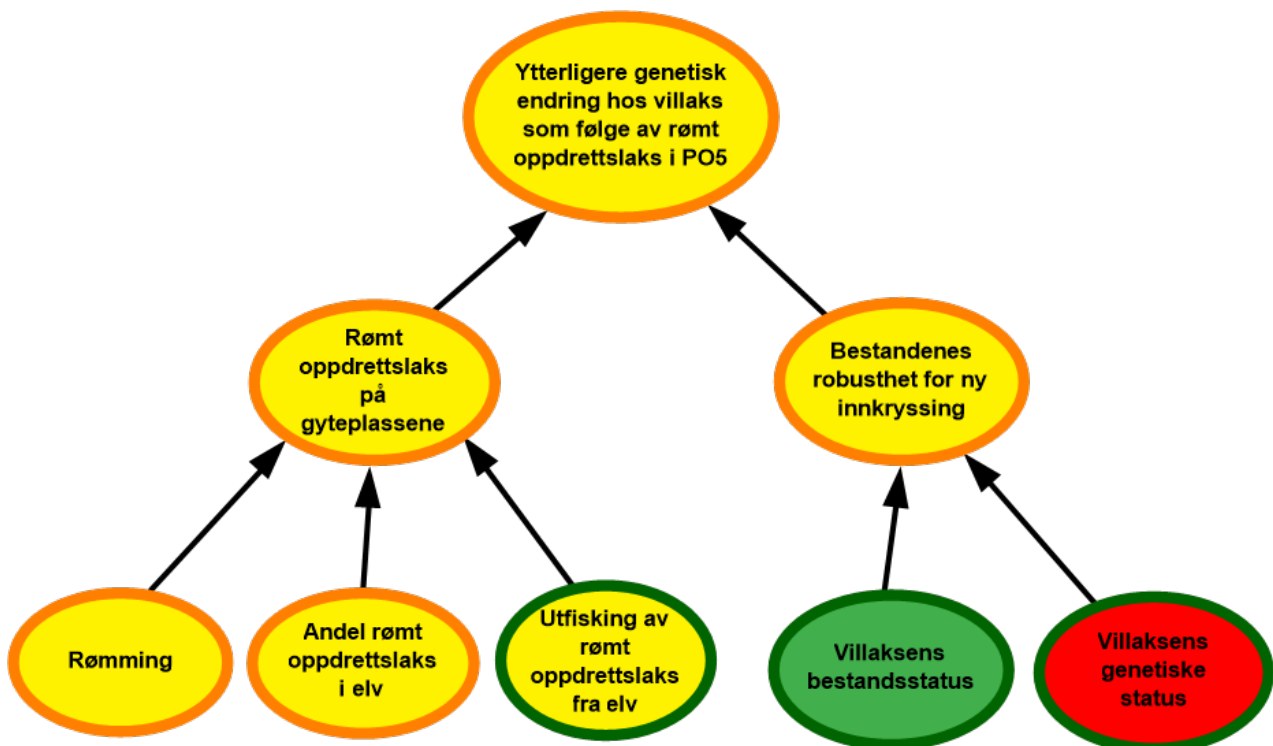 Ytterligere genetisk
endring hos villaks
som følge av rømt
oppdrettslaks i PO5
Rømt
oppdrettslaks
på
gyteplassene
Bestandenes
robusthet for ny
innkryssing
Rømming
Andel rømt
oppdrettslaks
i elv
Utfisking av
rømt
oppdrettslaks
fra elv
Villaksens
bestandsstatus
Villaksens
genetiske
status